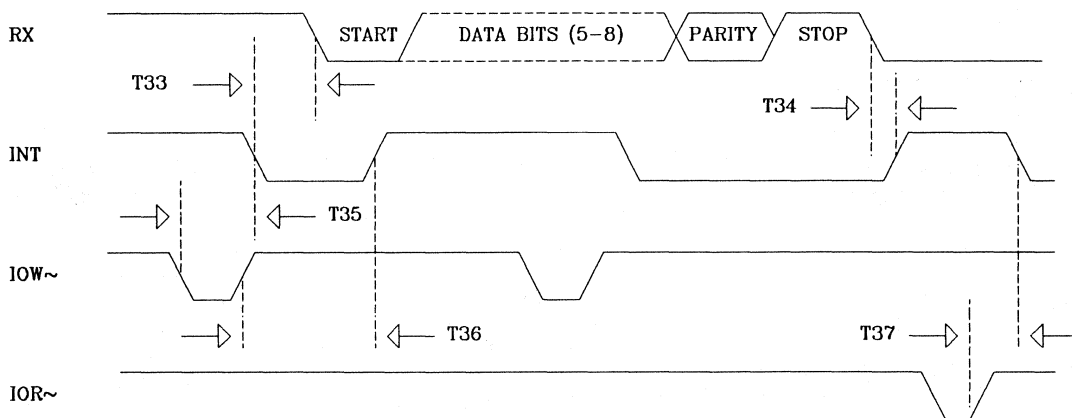 RX
START
DATA BITS (5-8)
PARITY
STOP
T33
T34
INT
T35
IOW~
T36
T37
IOR~